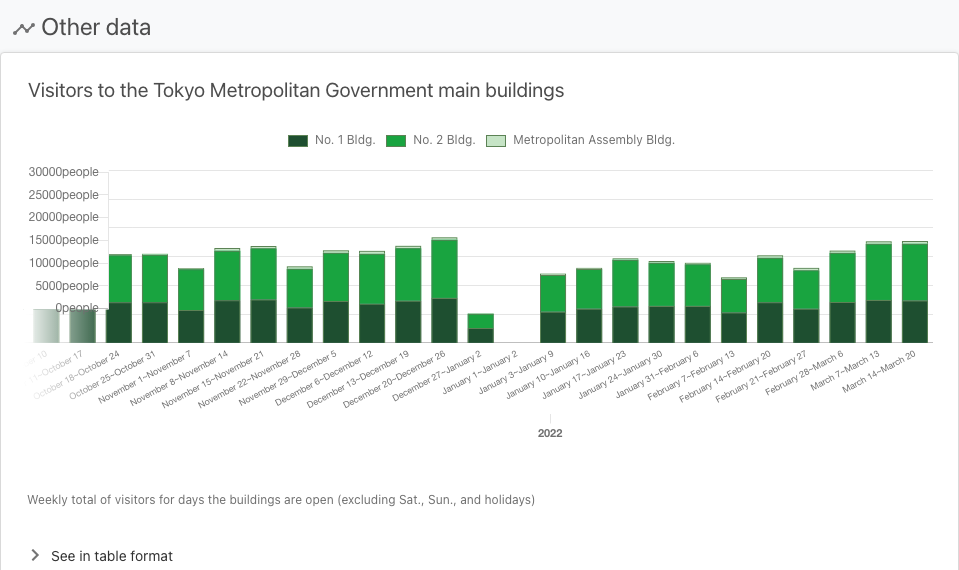 Other data
Visitors to the Tokyo Metropolitan Government main buildings
No. 1 Bldg. No. 2 Bldg. Metropolitan Assembly Bldg.
30000people
25000people
20000people
15000people
10000people
5000people
0people
10
October 17
October 18~October 24
October 25~October 31
November 1~November 7
November 8~November 14
November 15~November 21
November 22~November 28
November 29~December 5
December 6~December 12
December 13~December 19
December 20~December 26
December 27~January 2
January 1~January 2
January 3~January 9
January 10~January 16
January 17~January 23
January 24~January 30
January 31~February 6
February 7~February 13
February 14~February 20
February 21~February 27
February 28~March 6
March 7~March 13
March 14~March 20
2022
Weekly total of visitors for days the buildings are open (excluding Sat., Sun., and holidays)
See in table format